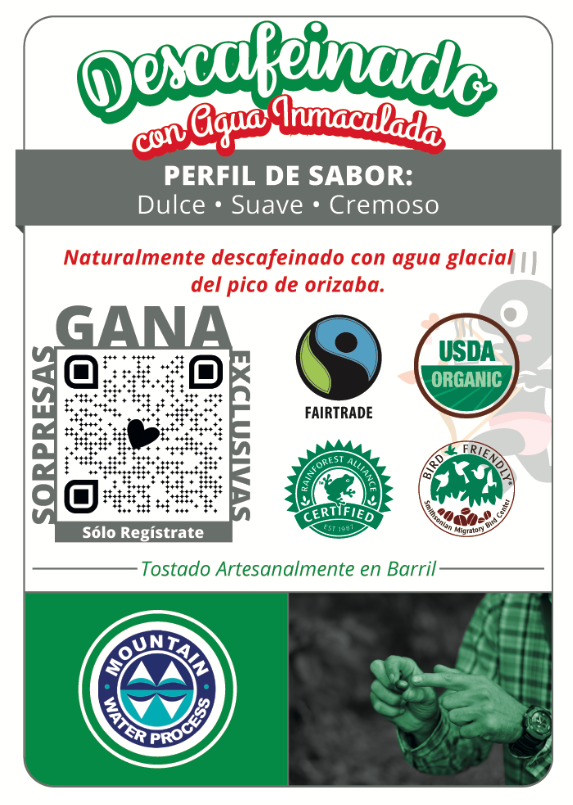 Descafeinado
con Agua Inmaculada
PERFIL DE SABOR:
Dulce • Suave • Cremoso
Naturalmente descafeinado con agua glacial
del pico de orizaba.
GANA
SORPRESAS
EXCLUSIVAS
Sólo Regístrate
FAIRTRADE
USDA
ORGANIC
RAINFOREST ALLIANCE
CERTIFIED
EST 1987
BIRD FRIENDLY®
Smithsonian Migratory Bird Center
Tostado Artesanalmente en Barril
MOUNTAIN
WATER PROCESS